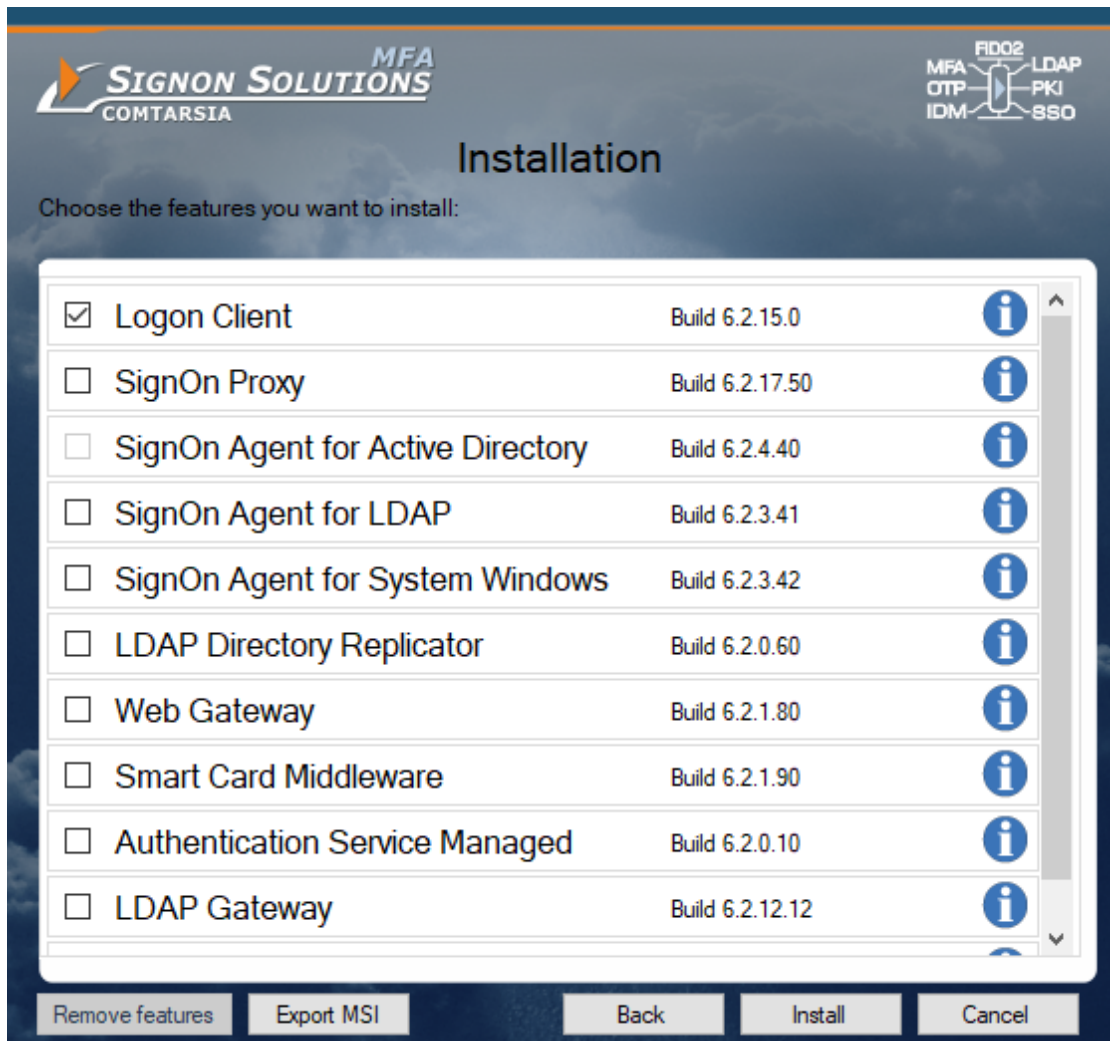 MFA
SIGNON SOLUTIONS
COMTARSIA
FIDO2
MFA LDAP
OTP PKI
IDM SSO
Installation
Choose the features you want to install:
Logon Client Build 6.2.15.0
SignOn Proxy Build 6.2.17.50
SignOn Agent for Active Directory Build 6.2.4.40
SignOn Agent for LDAP Build 6.2.3.41
SignOn Agent for System Windows Build 6.2.3.42
LDAP Directory Replicator Build 6.2.0.60
Web Gateway Build 6.2.1.80
Smart Card Middleware Build 6.2.1.90
Authentication Service Managed Build 6.2.0.10
LDAP Gateway Build 6.2.12.12
Remove features Export MSI Back Install Cancel